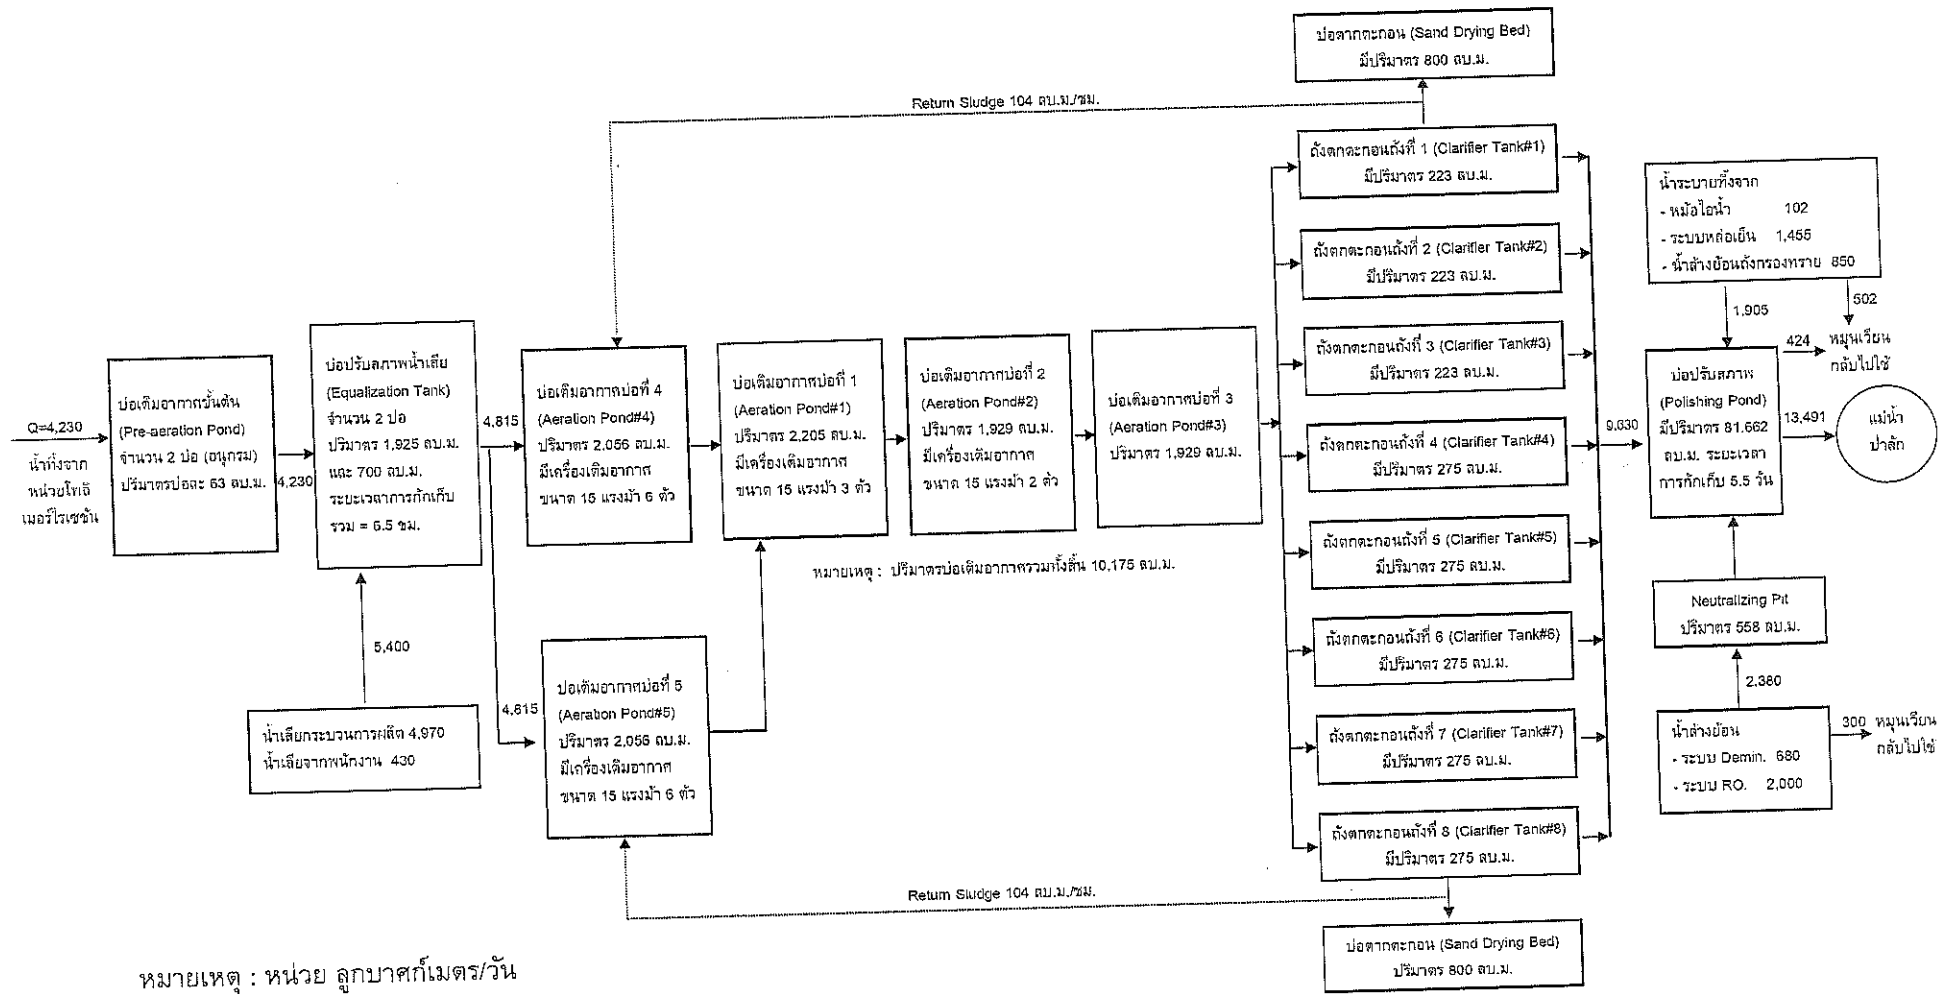 บ่อตากตะกอน (Sand Drying Bed)
มีปริมาตร 800 ลบ.ม.
Return Sludge 104 ลบ.ม./ชม.
ถังตกตะกอนถังที่ 1 (Clarifier Tank#1)
มีปริมาตร 223 ลบ.ม.
ถังตกตะกอนถังที่ 2 (Clarifier Tank#2)
มีปริมาตร 223 ลบ.ม.
ถังตกตะกอนถังที่ 3 (Clarifier Tank#3)
มีปริมาตร 223 ลบ.ม.
ถังตกตะกอนถังที่ 4 (Clarifier Tank#4)
มีปริมาตร 275 ลบ.ม.
ถังตกตะกอนถังที่ 5 (Clarifier Tank#5)
มีปริมาตร 275 ลบ.ม.
ถังตกตะกอนถังที่ 6 (Clarifier Tank#6)
มีปริมาตร 275 ลบ.ม.
ถังตกตะกอนถังที่ 7 (Clarifier Tank#7)
มีปริมาตร 275 ลบ.ม.
ถังตกตะกอนถังที่ 8 (Clarifier Tank#8)
มีปริมาตร 275 ลบ.ม.
น้ำระบายทิ้งจาก
- หม้อไอน้ำ 102
- ระบบหล่อเย็น 1,455
- น้ำล้างย้อนถังกรองทราย 850
1,905
502
424
หมุนเวียน
กลับไปใช้
Q=4,230
น้ำทิ้งจาก
หน่วยโพลิ
เมอร์ไรเซชัน
บ่อเติมอากาศขั้นต้น
(Pre-aeration Pond)
จำนวน 2 บ่อ (อนุกรม)
ปริมาตรบ่อละ 63 ลบ.ม.
4,230
บ่อปรับสภาพน้ำเสีย
(Equalization Tank)
จำนวน 2 บ่อ
ปริมาตร 1,925 ลบ.ม.
และ 700 ลบ.ม.
ระยะเวลาการกักเก็บ
รวม = 6.5 ชม.
4,815
บ่อเติมอากาศบ่อที่ 4
(Aeration Pond#4)
ปริมาตร 2,056 ลบ.ม.
มีเครื่องเติมอากาศ
ขนาด 15 แรงม้า 6 ตัว
บ่อเติมอากาศบ่อที่ 1
(Aeration Pond#1)
ปริมาตร 2,205 ลบ.ม.
มีเครื่องเติมอากาศ
ขนาด 15 แรงม้า 3 ตัว
บ่อเติมอากาศบ่อที่ 2
(Aeration Pond#2)
ปริมาตร 1,929 ลบ.ม.
มีเครื่องเติมอากาศ
ขนาด 15 แรงม้า 2 ตัว
บ่อเติมอากาศบ่อที่ 3
(Aeration Pond#3)
ปริมาตร 1,929 ลบ.ม.
9,630
บ่อปรับสภาพ
(Polishing Pond)
มีปริมาตร 81,662
ลบ.ม. ระยะเวลา
การกักเก็บ 5.5 วัน
13,491
แม่น้ำ
ป่าสัก
หมายเหตุ : ปริมาตรบ่อเติมอากาศรวมทั้งสิ้น 10,175 ลบ.ม.
5,400
น้ำเสียกระบวนการผลิต 4,970
น้ำเสียจากพนักงาน 430
4,815
บ่อเติมอากาศบ่อที่ 5
(Aeration Pond#5)
ปริมาตร 2,056 ลบ.ม.
มีเครื่องเติมอากาศ
ขนาด 15 แรงม้า 6 ตัว
Neutralizing Pit
ปริมาตร 558 ลบ.ม.
2,380
น้ำล้างย้อน
- ระบบ Demin. 680
- ระบบ RO. 2,000
300 หมุนเวียน
กลับไปใช้
Return Sludge 104 ลบ.ม./ชม.
บ่อตากตะกอน (Sand Drying Bed)
ปริมาตร 800 ลบ.ม.
หมายเหตุ : หน่วย ลูกบาศก์เมตร/วัน